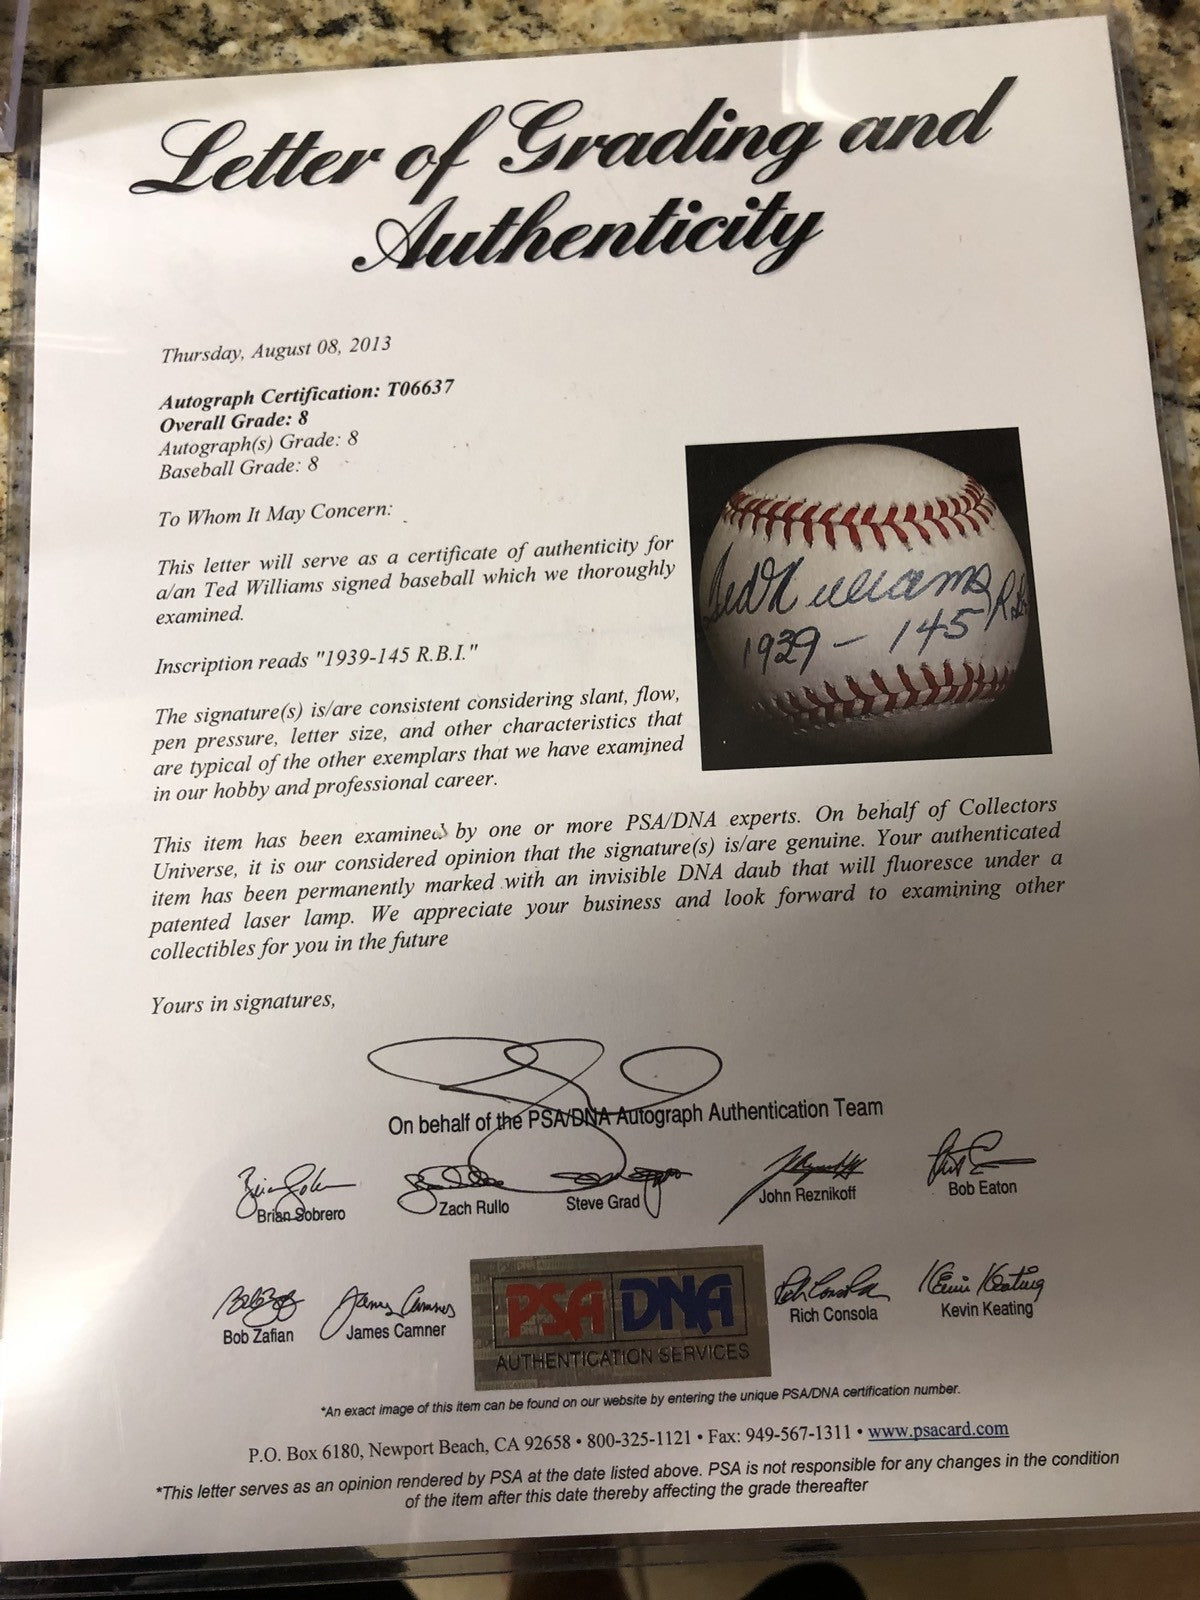 Letter of Grading and
Authenticity
Thursday, August 08, 2013
Autograph Certification: T06637
Overall Grade: 8
Autograph(s) Grade: 8
Baseball Grade: 8
To Whom It May Concern:
This letter will serve as a certificate of authenticity for
a/an Ted Williams signed baseball which we thoroughly
examined.
Inscription reads "1939-145 R.B.I."
The signature(s) is/are consistent considering slant, flow,
pen pressure, letter size, and other characteristics that
are typical of the other exemplars that we have examined
in our hobby and professional career.
Ted Williams
1939 - 145 R.B.
This item has been examined by one or more PSA/DNA experts. On behalf of Collectors
Universe, it is our considered opinion that the signature(s) is/are genuine. Your authenticated
item has been permanently marked with an invisible DNA daub that will fluoresce under a
patented laser lamp. We appreciate your business and look forward to examining other
collectibles for you in the future
Yours in signatures,
On behalf of the PSA/DNA Autograph Authentication Team
Brian Sobrero
Zach Rullo
Steve Grad
John Reznikoff
Bob Eaton
Bob Zafian
James Camner
PSA DNA
AUTHENTICATION SERVICES
Rich Consola
Kevin Keating
*An exact image of this item can be found on our website by entering the unique PSA/DNA certification number.
P.O. Box 6180, Newport Beach, CA 92658 • 800-325-1121 • Fax: 949-567-1311 • www.psacard.com
*This letter serves as an opinion rendered by PSA at the date listed above. PSA is not responsible for any changes in the condition
of the item after this date thereby affecting the grade thereafter